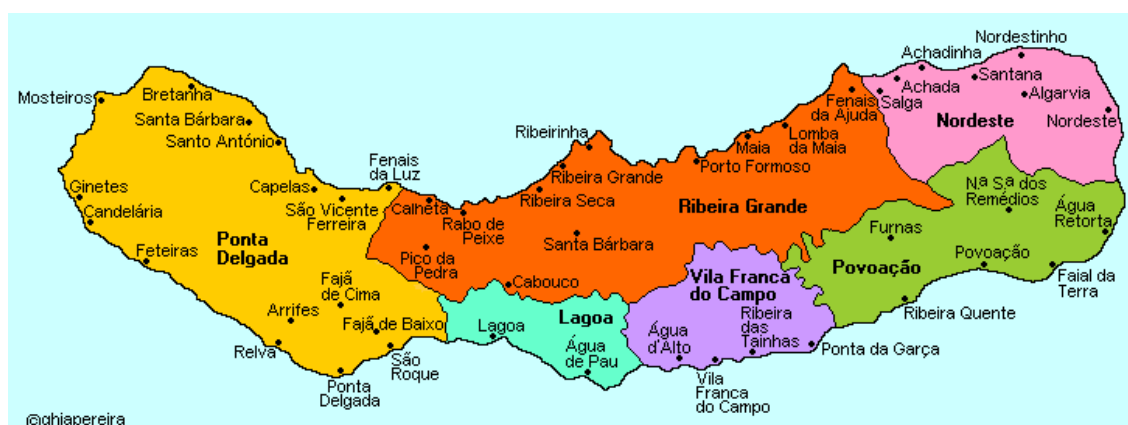 Nordestinho
Achadinha
Mosteiros
Bretanha
Achada
Santana
Salga
Algarvia
Fenais
da Ajuda
Nordeste
Nordeste
Santa Bárbara
Santo António
Ribeirinha
Maia
Lomba
da Maia
Fenais
da Luz
Porto Formoso
Ribeira Grande
Ginetes
Capelas
Ribeira Seca
Calheta
Candelária
São Vicente
Ferreira
Rabo de
Peixe
Ribeira Grande
Nª Sª dos
Remédios
Água
Retorta
Ponta
Delgada
Santa Bárbara
Furnas
Feteiras
Pico da
Pedra
Povoação
Povoação
Faial da
Terra
Vila Franca
do Campo
Cabouco
Fajã
de Cima
Arrifes
Fajã de Baixo
Lagoa
Lagoa
Ribeira Quente
Relva
São
Roque
Água
de Pau
Água
d'Alto
Ribeira
das
Tainhas
Ponta da Garça
Ponta
Delgada
Vila
Franca
do Campo
@ghiapereira